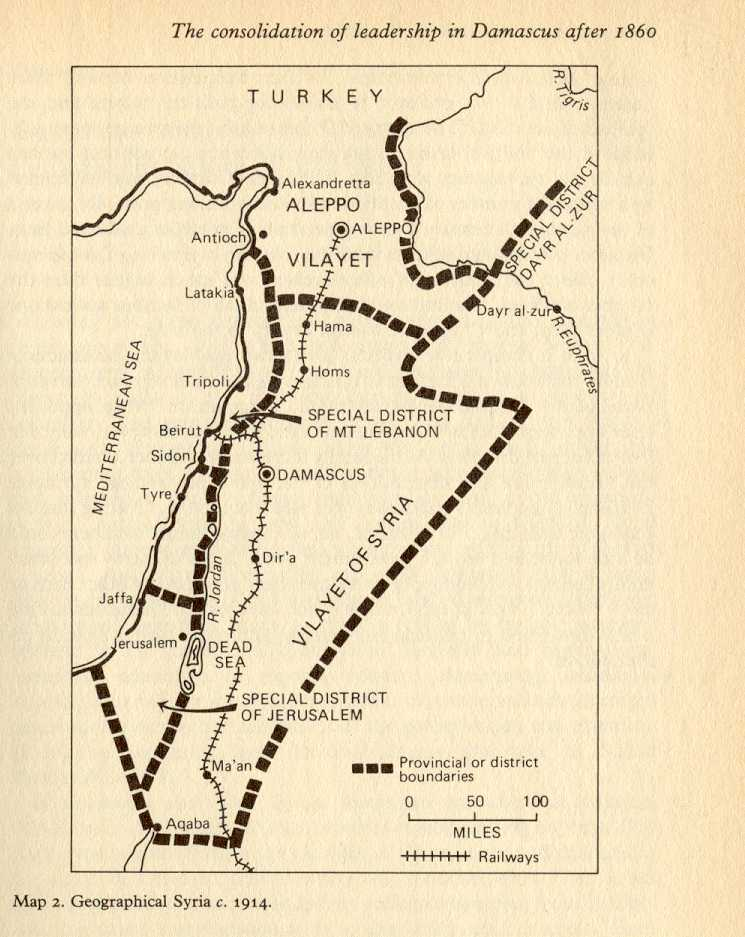 The consolidation of leadership in Damascus after 1860
TURKEY
R. Tigris
Alexandretta
ALEPPO
ALEPPO
Antioch
VILAYET
SPECIAL DISTRICT
DAYR AL-ZUR
Latakia
Dayr al-zur
Hama
R. Euphrates
Homs
MEDITERRANEAN SEA
Tripoli
SPECIAL DISTRICT
OF MT LEBANON
Beirut
Sidon
DAMASCUS
Tyre
VILAYET OF SYRIA
Dir'a
R. Jordan
Jaffa
Jerusalem
DEAD
SEA
SPECIAL DISTRICT
OF JERUSALEM
Ma'an
Provincial or district
boundaries
0 50 100
MILES
Aqaba
Railways
Map 2. Geographical Syria c. 1914.